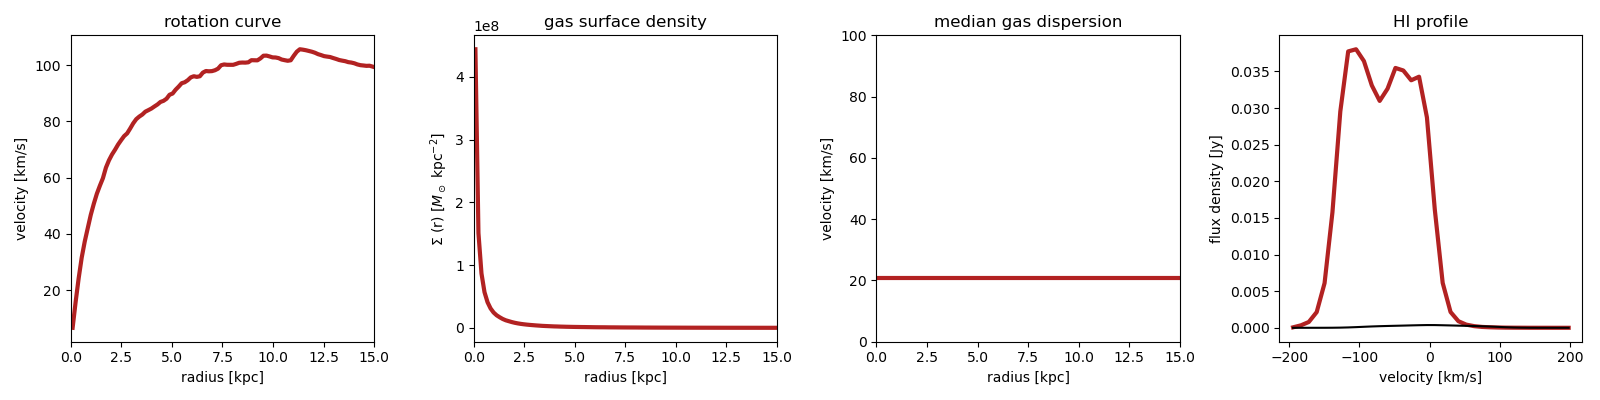 rotation curve
velocity [km/s]
100
80
60
40
20
0.0 2.5 5.0 7.5 10.0 12.5 15.0
radius [kpc]
gas surface density
1e8
Σ (r) [M⊙ kpc⁻²]
4
3
2
1
0
0.0 2.5 5.0 7.5 10.0 12.5 15.0
radius [kpc]
median gas dispersion
velocity [km/s]
100
80
60
40
20
0
0.0 2.5 5.0 7.5 10.0 12.5 15.0
radius [kpc]
HI profile
flux density [Jy]
0.035
0.030
0.025
0.020
0.015
0.010
0.005
0.000
−200 −100 0 100 200
velocity [km/s]